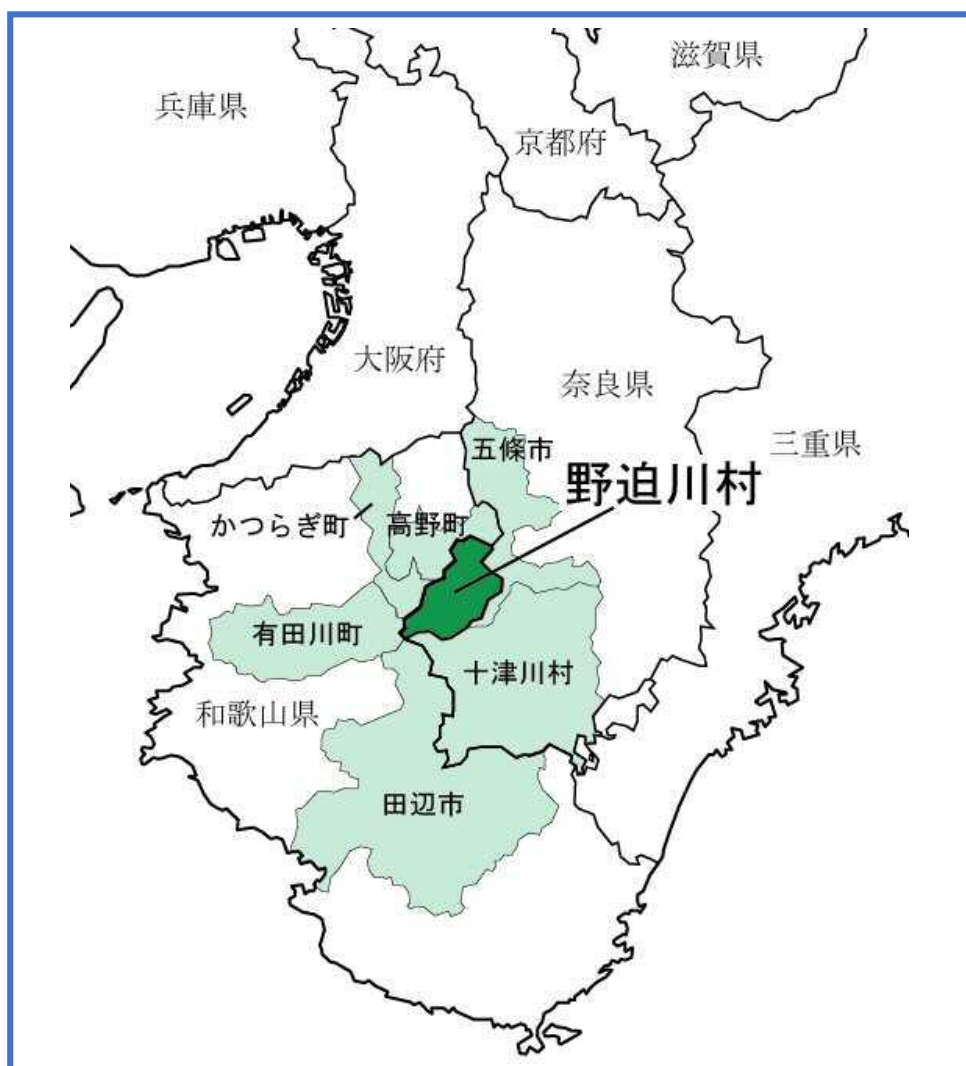 滋賀県
兵庫県
京都府
大阪府
奈良県
三重県
五條市
野迫川村
かつらぎ町
高野町
有田川町
十津川村
和歌山県
田辺市